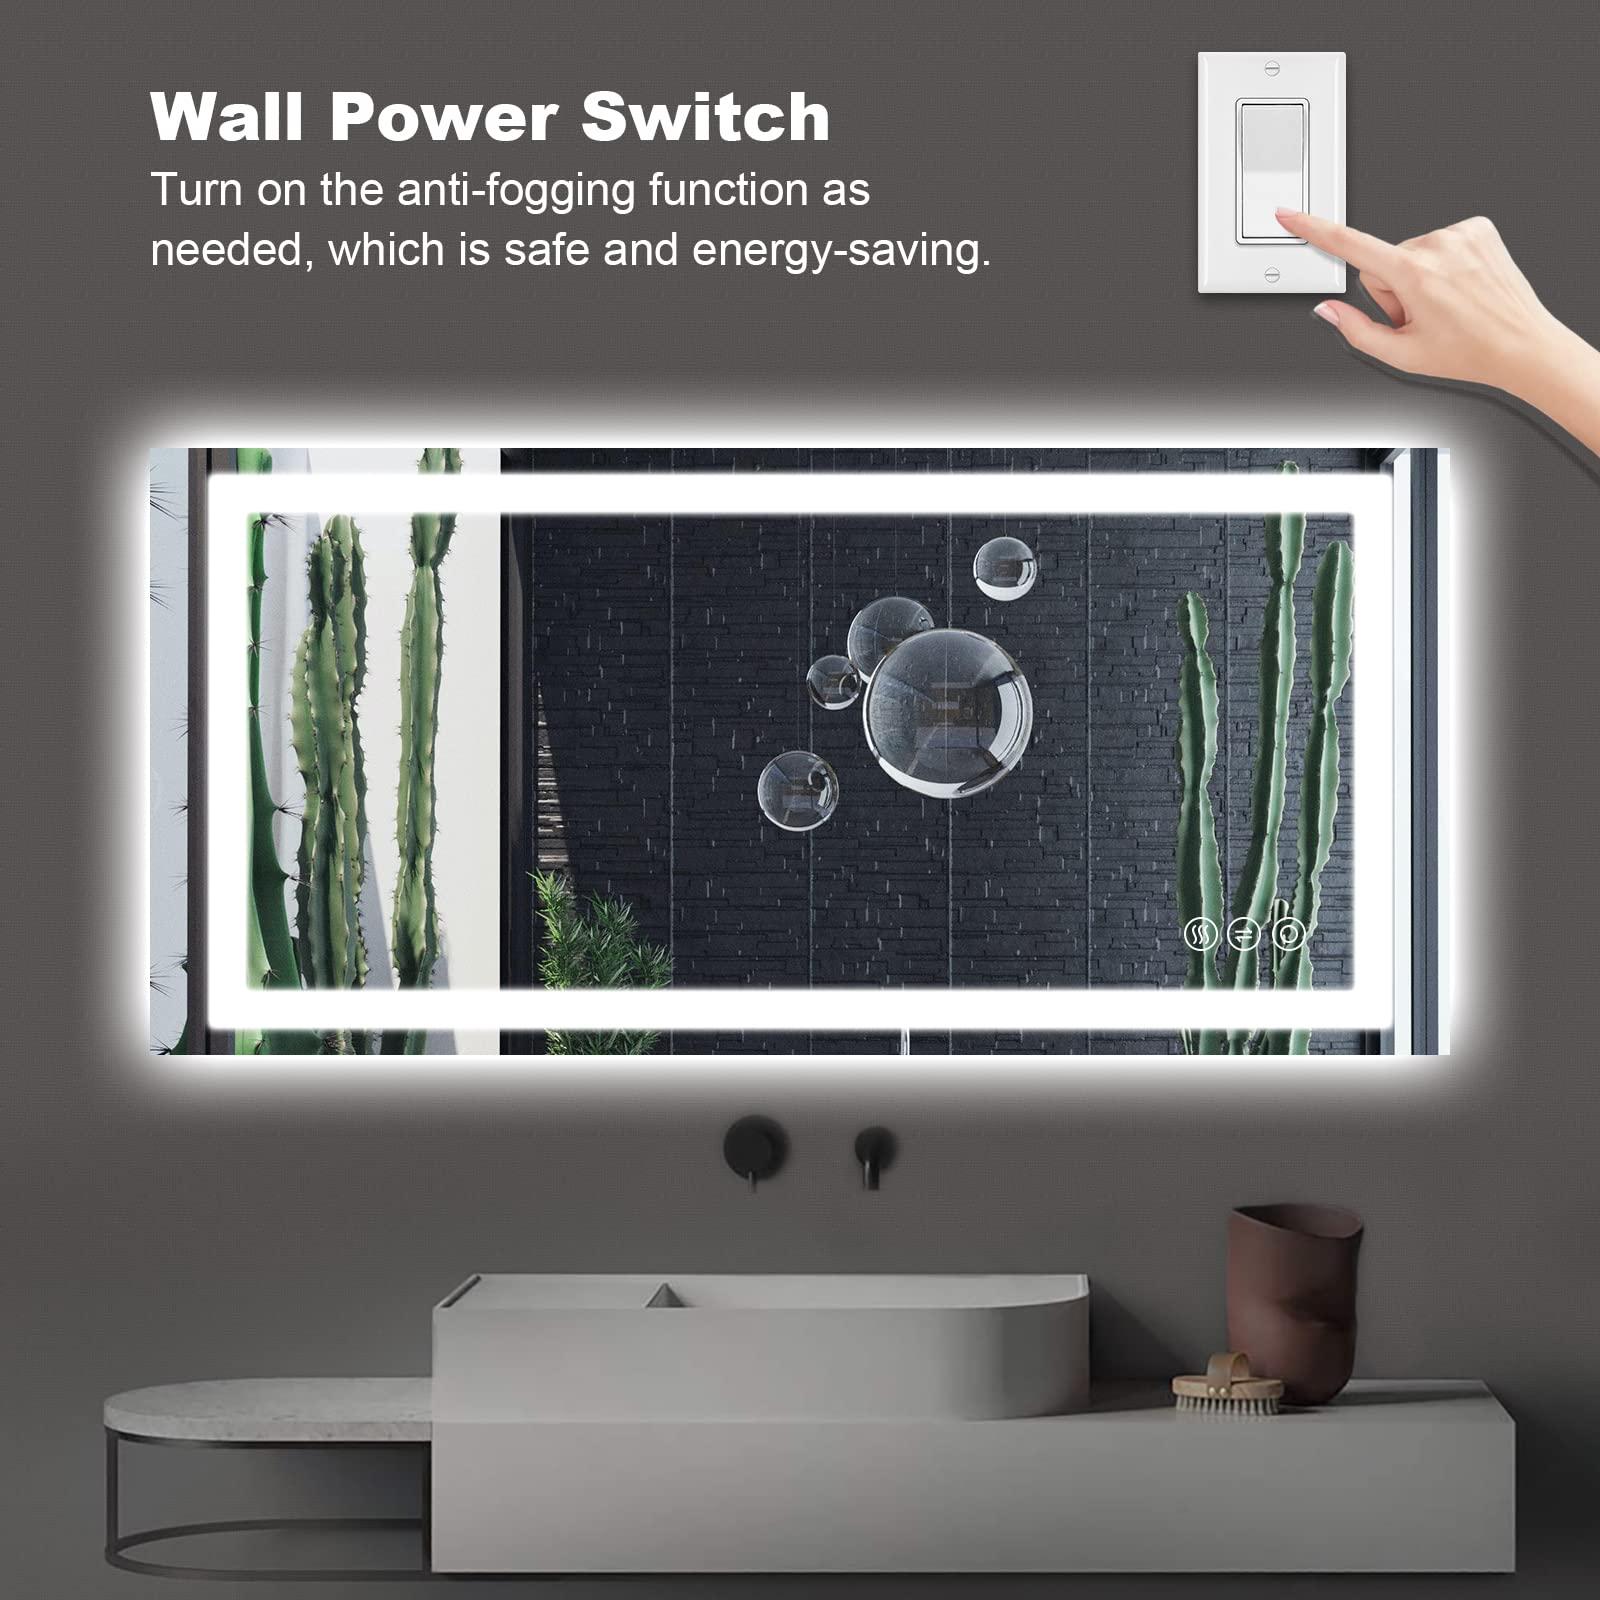 Wall Power Switch
Turn on the anti-fogging function as
needed, which is safe and energy-saving.